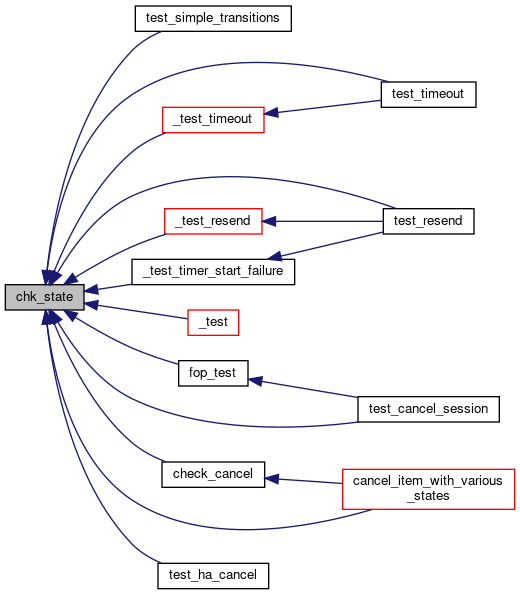 test_simple_transitions
test_timeout
_test_timeout
_test_resend
test_resend
_test_timer_start_failure
chk_state
_test
fop_test
test_cancel_session
check_cancel
cancel_item_with_various
_states
test_ha_cancel